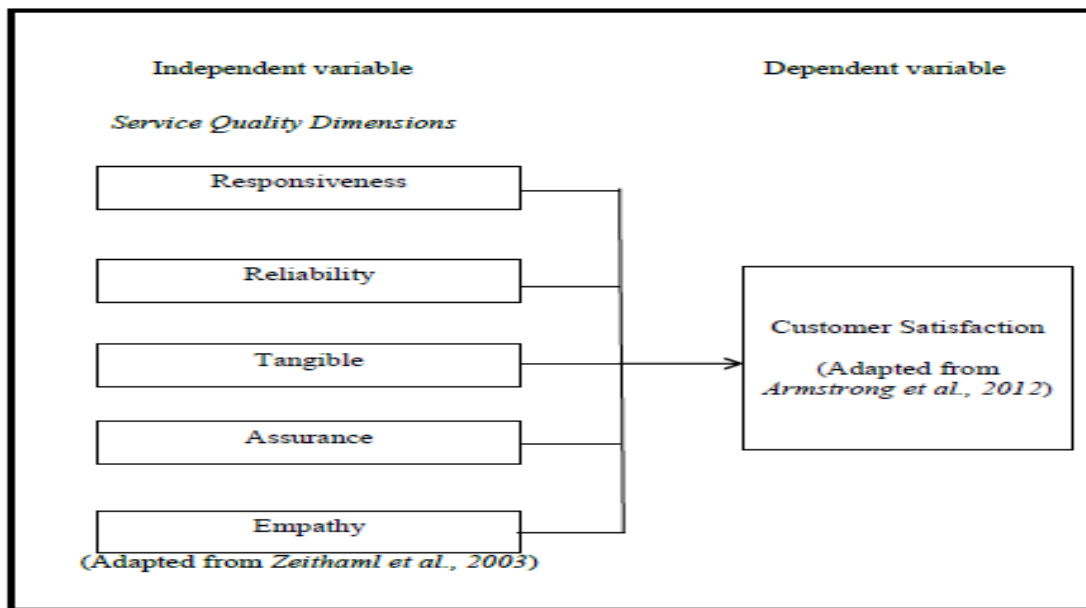 Independent variable
Dependent variable
Service Quality Dimensions
Responsiveness
Reliability
Tangible
Assurance
Empathy
(Adapted from Zeithaml et al., 2003)
Customer Satisfaction
(Adapted from
Armstrong et al., 2012)